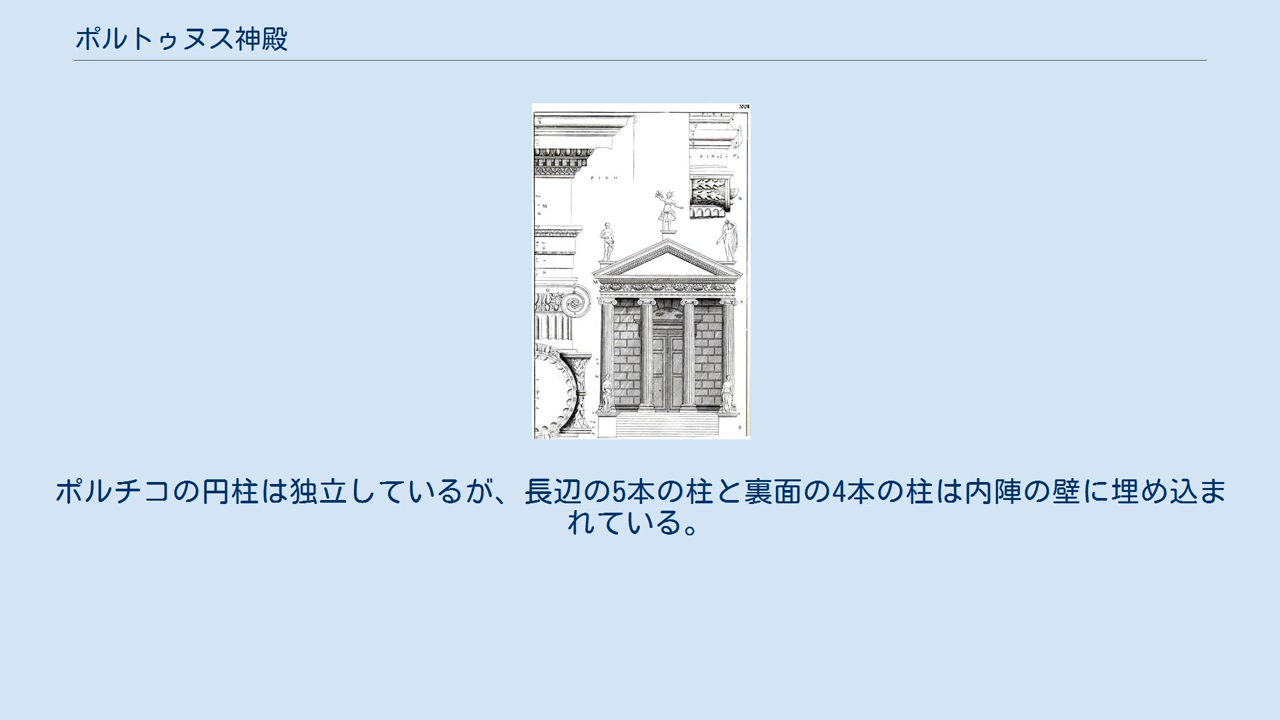 ポルトゥヌス神殿
ポルチコの円柱は独立しているが、長辺の5本の柱と裏面の4本の柱は内陣の壁に埋め込ま
れている。